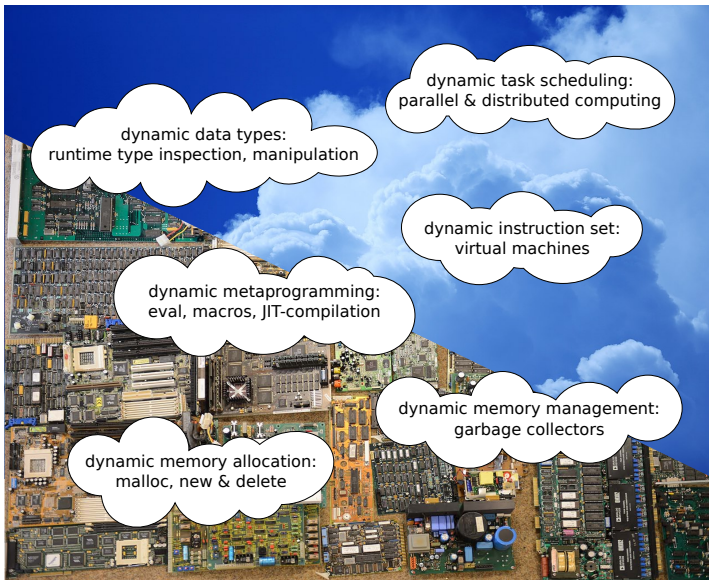 dynamic task scheduling:
parallel & distributed computing
dynamic data types:
runtime type inspection, manipulation
dynamic instruction set:
virtual machines
dynamic metaprogramming:
eval, macros, JIT-compilation
dynamic memory management:
garbage collectors
dynamic memory allocation:
malloc, new & delete